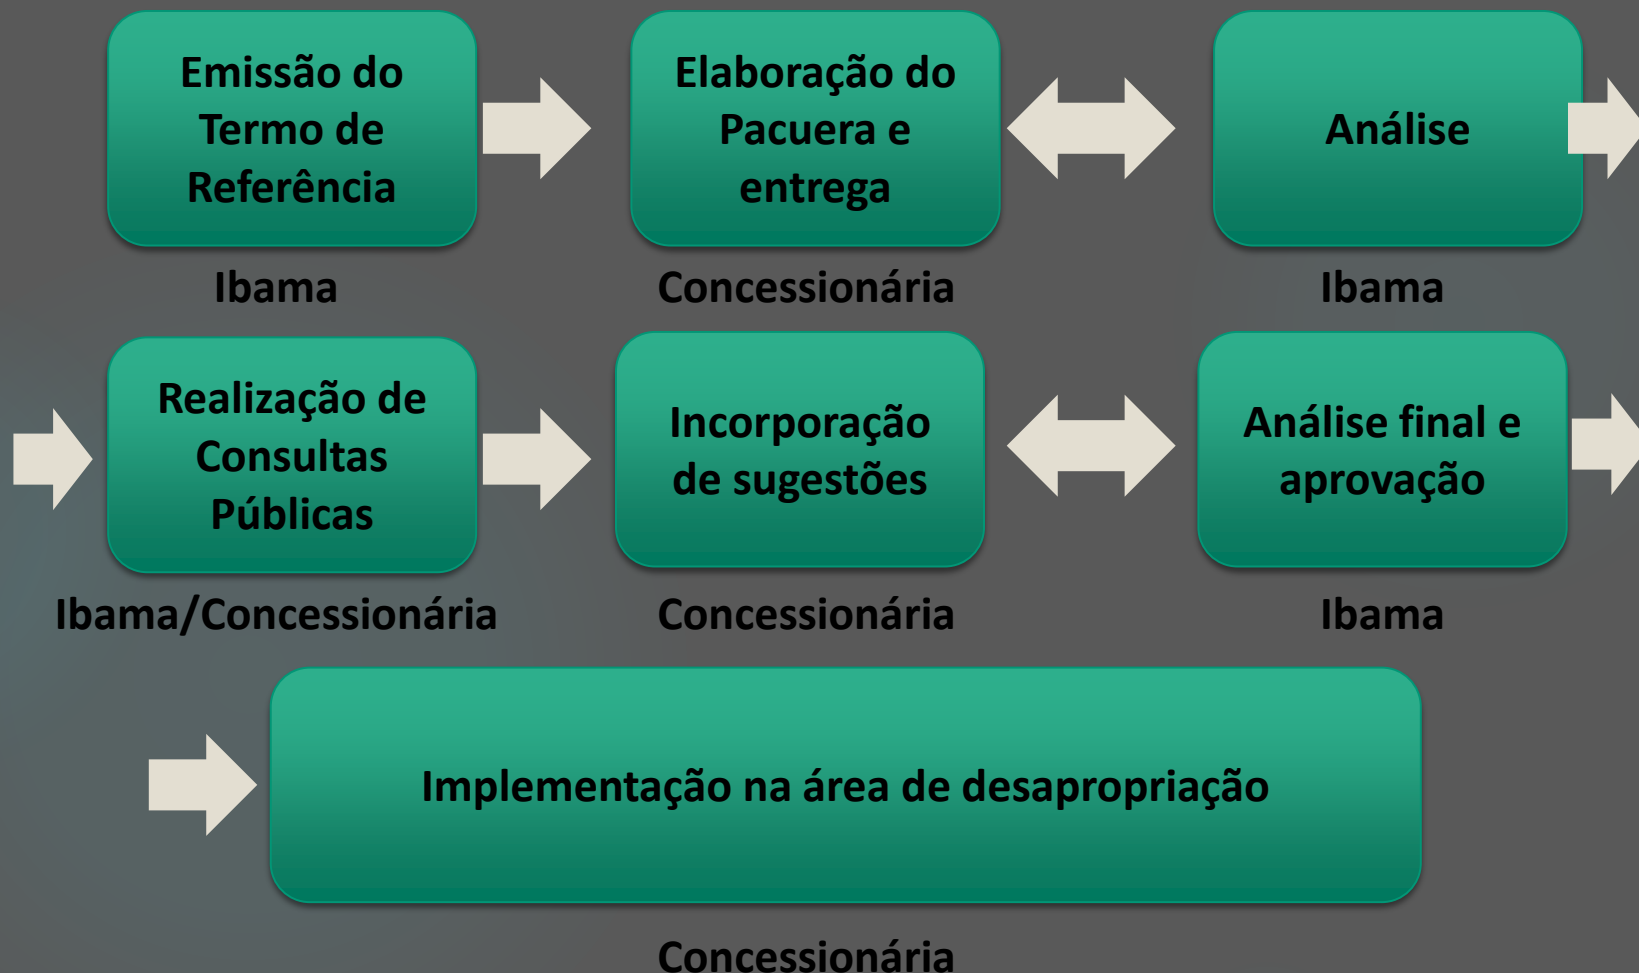 Emissão do
Termo de
Referência
Ibama
Elaboração do
Pacuera e
entrega
Concessionária
Análise
Ibama
Realização de
Consultas
Públicas
Ibama/Concessionária
Incorporação
de sugestões
Concessionária
Análise final e
aprovação
Ibama
Implementação na área de desapropriação
Concessionária